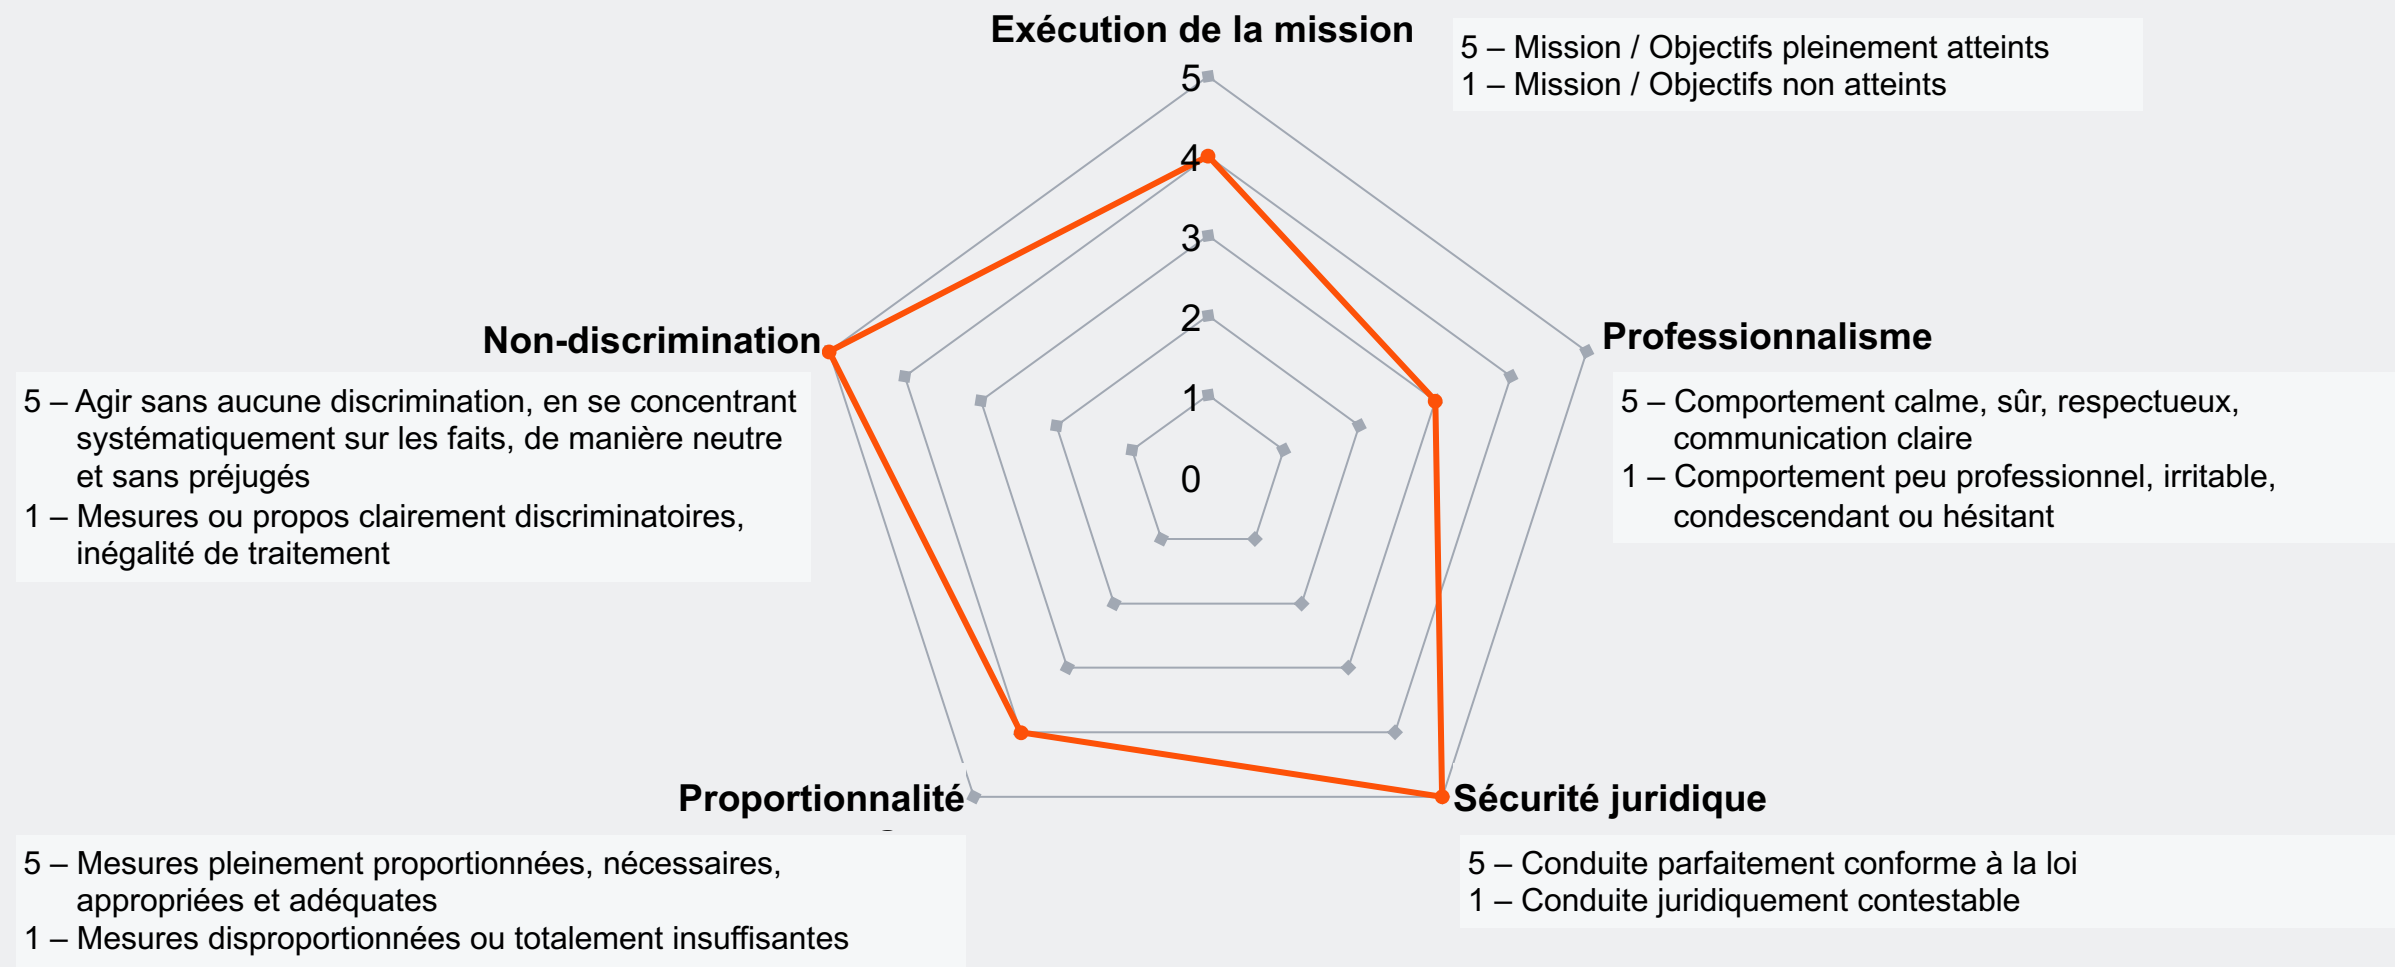 Exécution de la mission
5 – Mission / Objectifs pleinement atteints
1 – Mission / Objectifs non atteints
5
4
3
2
1
0
Non-discrimination
5 – Agir sans aucune discrimination, en se concentrant
systématiquement sur les faits, de manière neutre
et sans préjugés
1 – Mesures ou propos clairement discriminatoires,
inégalité de traitement
Professionnalisme
5 – Comportement calme, sûr, respectueux,
communication claire
1 – Comportement peu professionnel, irritable,
condescendant ou hésitant
Proportionnalité
5 – Mesures pleinement proportionnées, nécessaires,
appropriées et adéquates
1 – Mesures disproportionnées ou totalement insuffisantes
Sécurité juridique
5 – Conduite parfaitement conforme à la loi
1 – Conduite juridiquement contestable